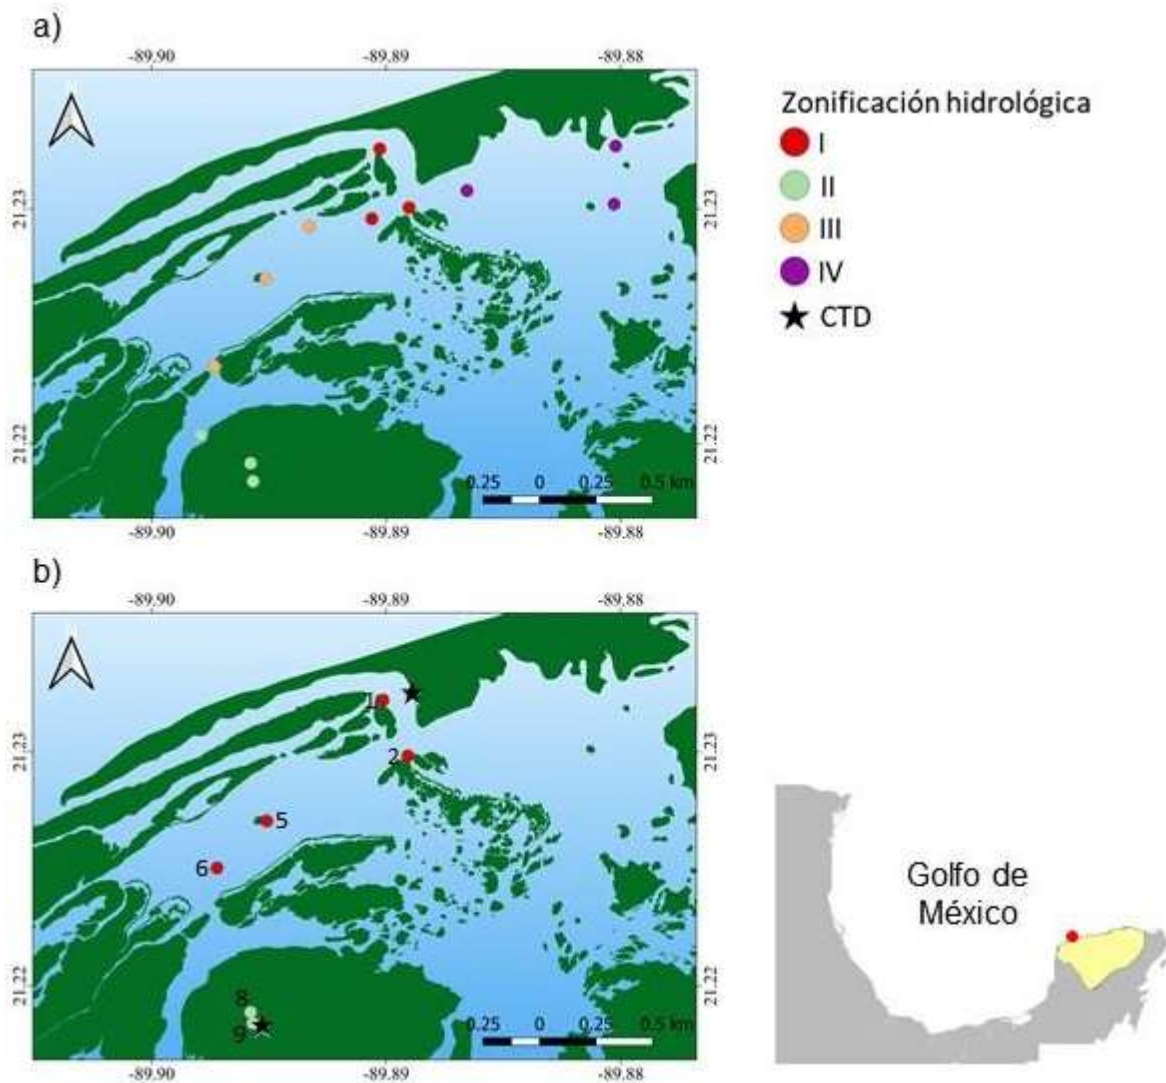 a)
-89.90 -89.89 -89.88
Zonificación hidrológica
I
II
III
IV
CTD
21.23 21.23
21.22 21.22
0.25 0 0.25 0.5 km
-89.90 -89.89 -89.88
b)
-89.90 -89.89 -89.88
1
2
21.23 21.23
5
6
8
9
21.22 21.22
0.25 0 0.25 0.5 km
-89.90 -89.89 -89.88
Golfo de
México